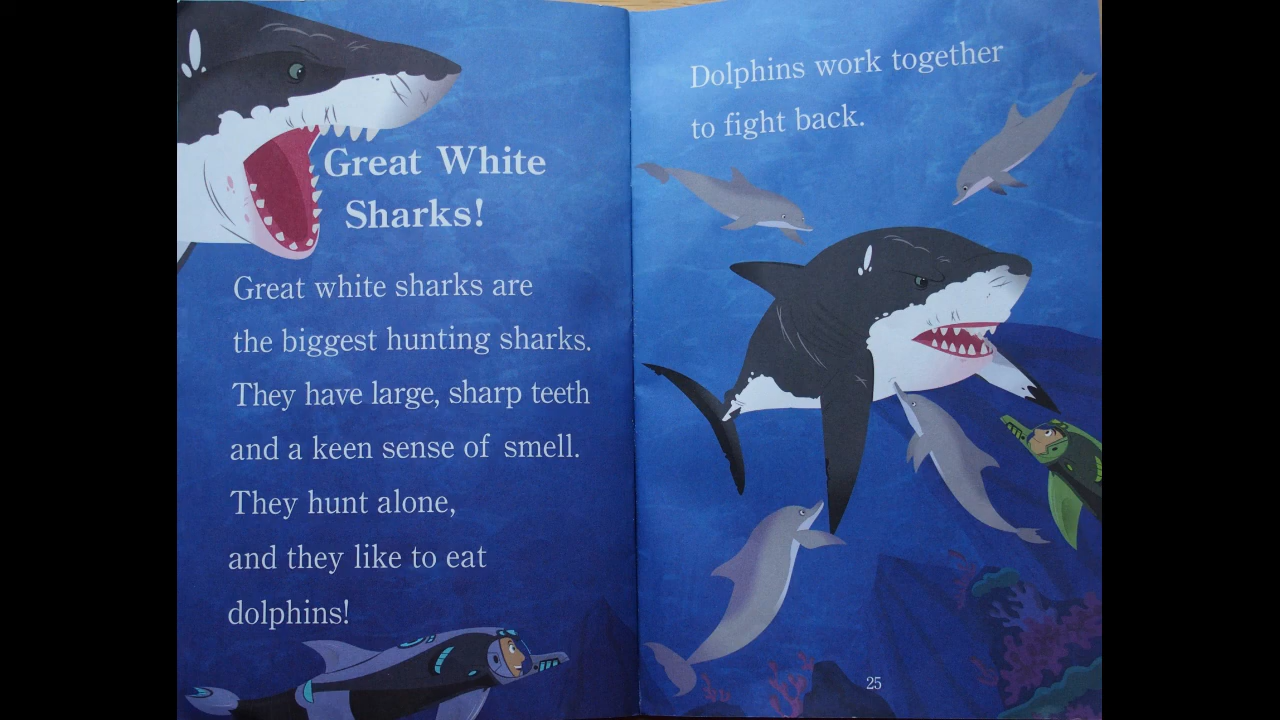 Great White
Sharks!
Great white sharks are
the biggest hunting sharks.
They have large, sharp teeth
and a keen sense of smell.
They hunt alone,
and they like to eat
dolphins!
Dolphins work together
to fight back.
25